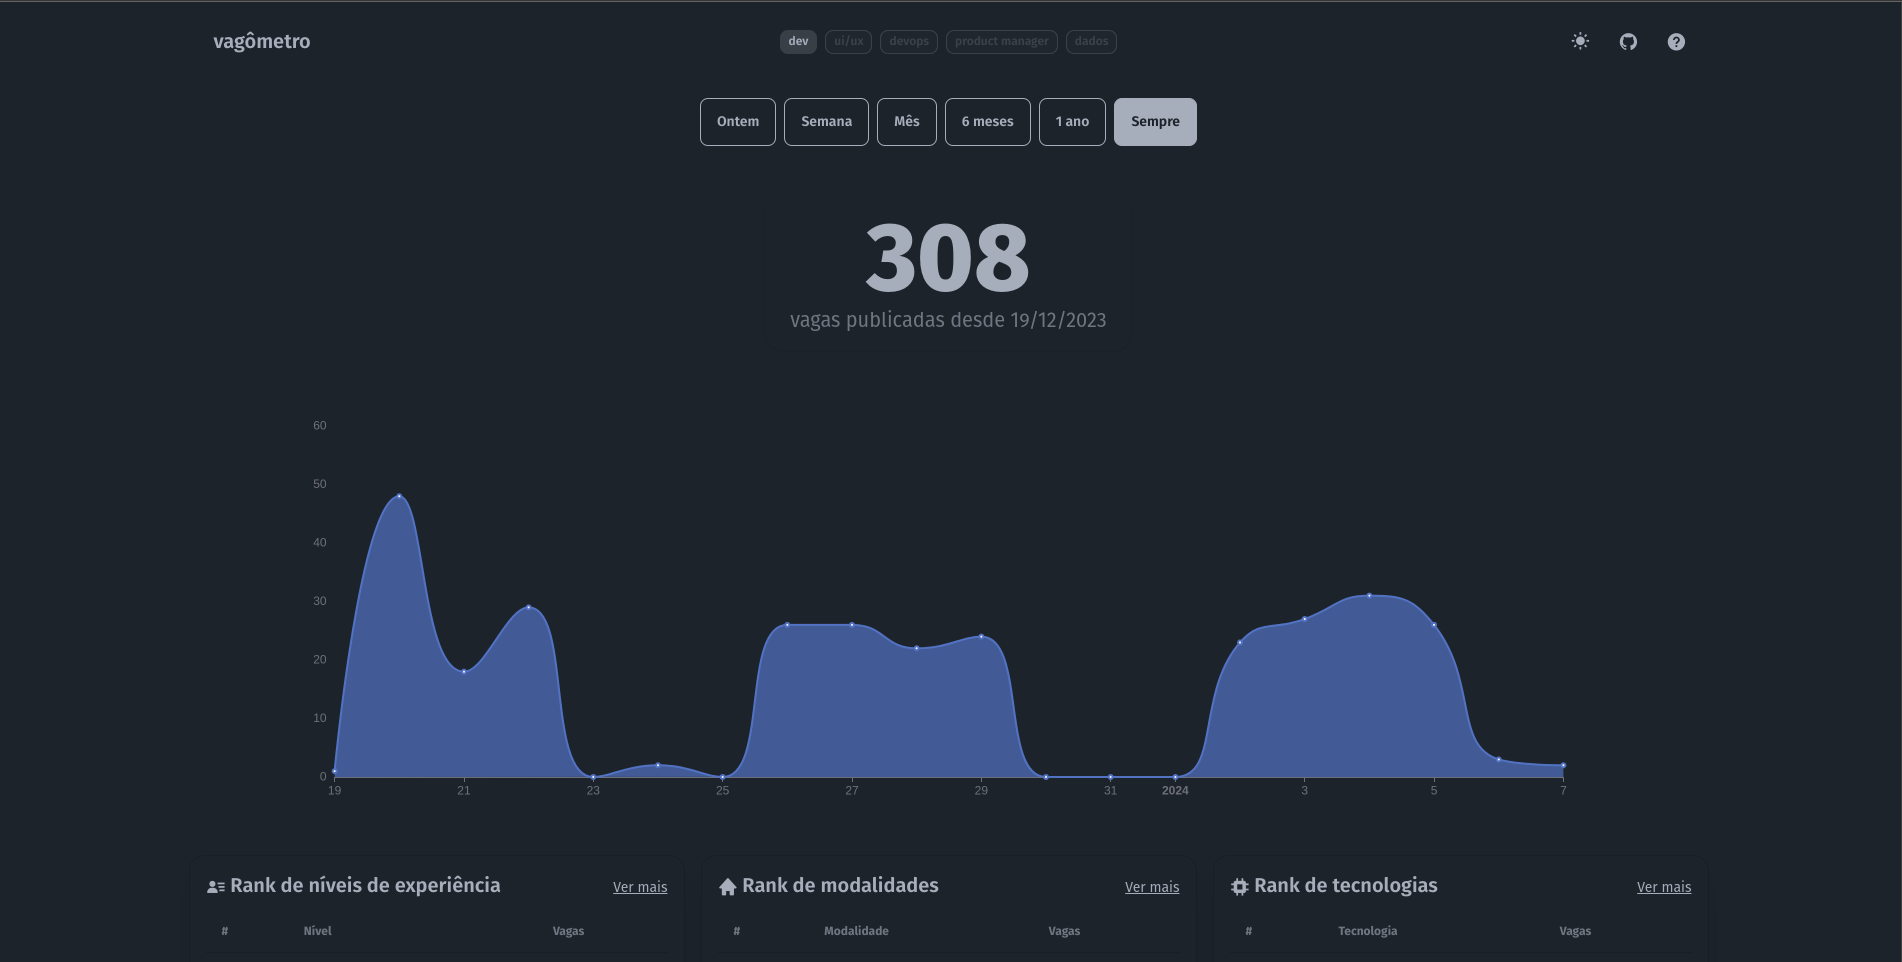 vagômetro
dev
ui/ux
devops
product manager
dados
Ontem
Semana
Mês
6 meses
1 ano
Sempre
308
vagas publicadas desde 19/12/2023
60
50
40
30
20
10
0
19
21
23
25
27
29
31
2024
3
5
7
Rank de níveis de experiência
Ver mais
# Nível Vagas
Rank de modalidades
Ver mais
# Modalidade Vagas
Rank de tecnologias
Ver mais
# Tecnologia Vagas